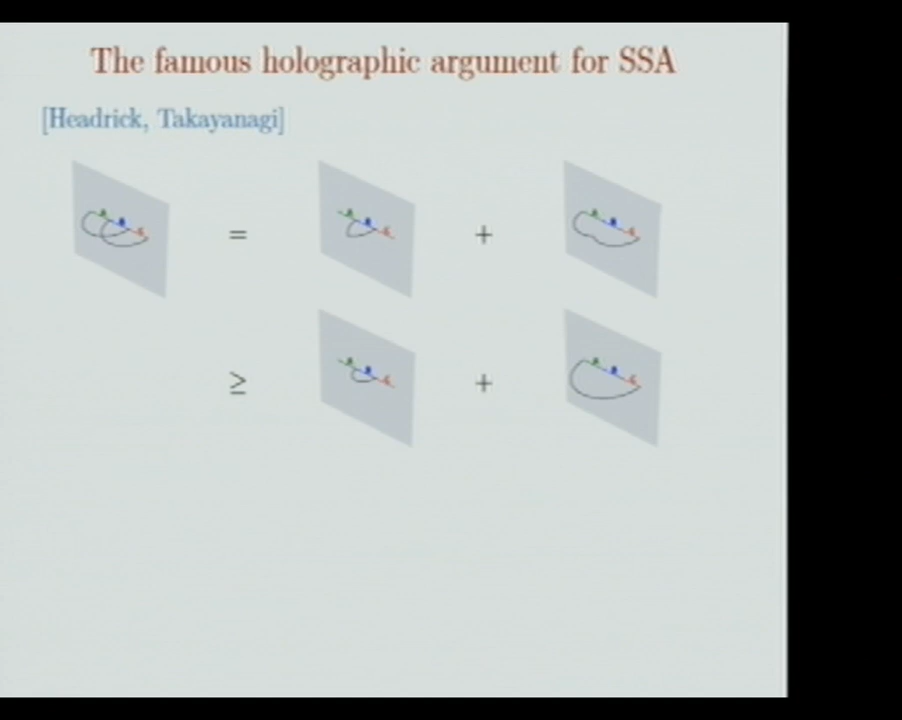 The famous holographic argument for SSA
[Headrick, Takayanagi]
= +
≥ +